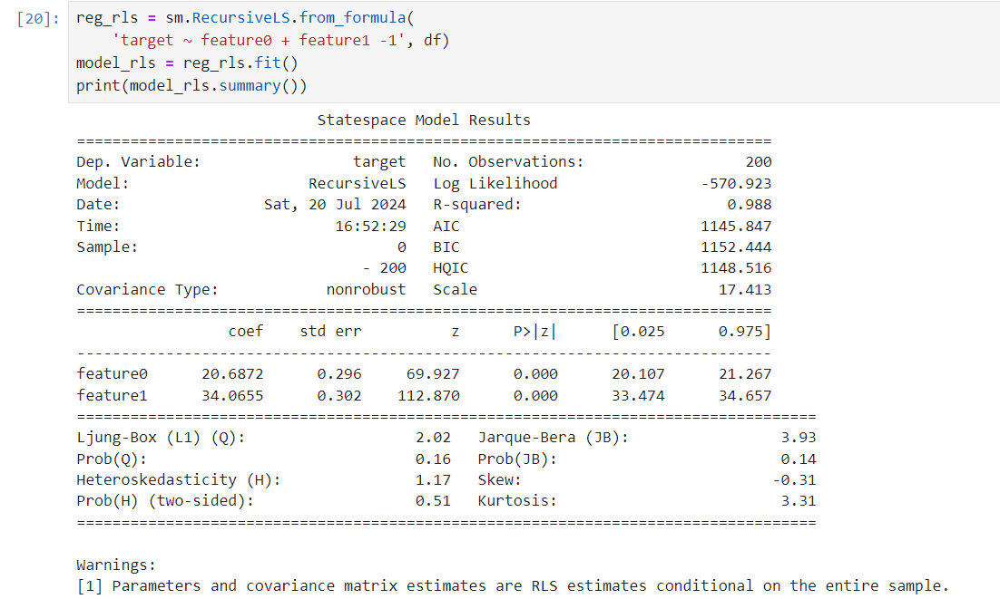 [20]: reg_rls = sm.RecursiveLS.from_formula(
'target ~ feature0 + feature1 -1', df)
model_rls = reg_rls.fit()
print(model_rls.summary())
Statespace Model Results
==============================================================================
Dep. Variable: target No. Observations: 200
Model: RecursiveLS Log Likelihood -570.923
Date: Sat, 20 Jul 2024 R-squared: 0.988
Time: 16:52:29 AIC 1145.847
Sample: 0 BIC 1152.444
- 200 HQIC 1148.516
Covariance Type: nonrobust Scale 17.413
==============================================================================
coef std err z P>|z| [0.025 0.975]
------------------------------------------------------------------------------
feature0 20.6872 0.296 69.927 0.000 20.107 21.267
feature1 34.0655 0.302 112.870 0.000 33.474 34.657
===================================================================================
Ljung-Box (L1) (Q): 2.02 Jarque-Bera (JB): 3.93
Prob(Q): 0.16 Prob(JB): 0.14
Heteroskedasticity (H): 1.17 Skew: -0.31
Prob(H) (two-sided): 0.51 Kurtosis: 3.31
===================================================================================
Warnings:
[1] Parameters and covariance matrix estimates are RLS estimates conditional on the entire sample.